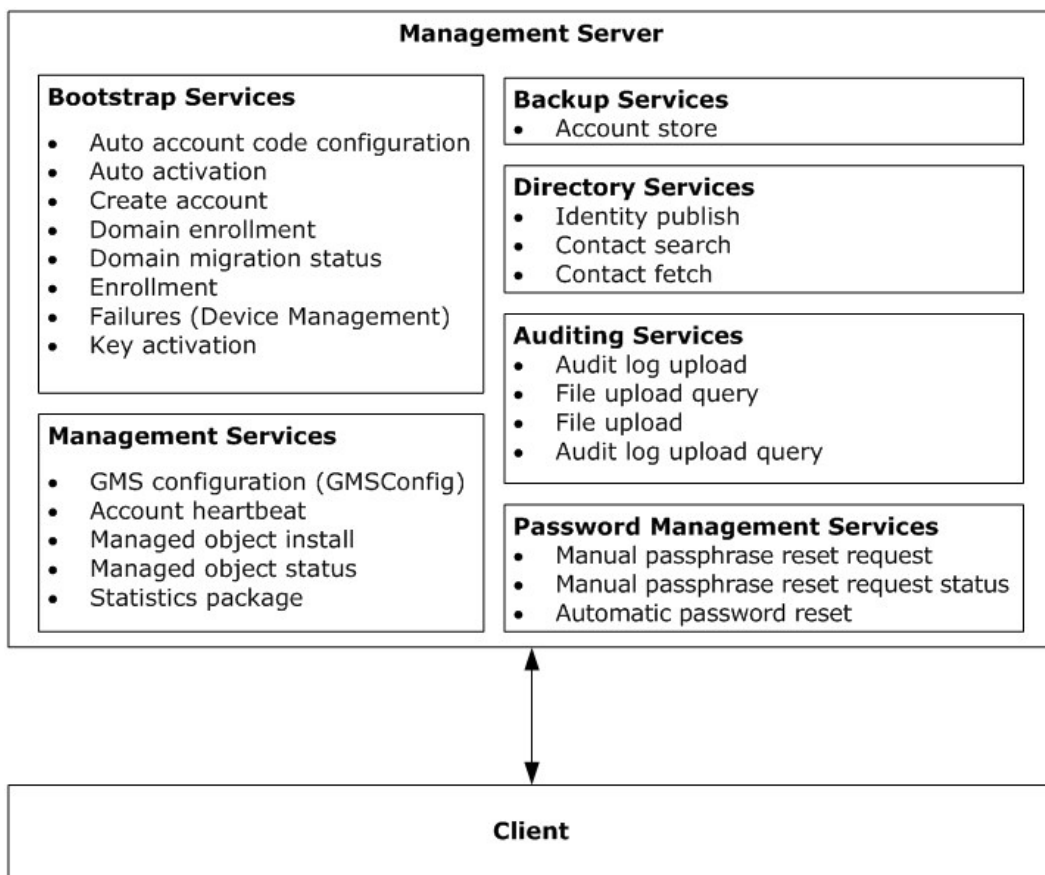 Management Server
Bootstrap Services
• Auto account code configuration
• Auto activation
• Create account
• Domain enrollment
• Domain migration status
• Enrollment
• Failures (Device Management)
• Key activation
Management Services
• GMS configuration (GMSConfig)
• Account heartbeat
• Managed object install
• Managed object status
• Statistics package
Backup Services
• Account store
Directory Services
• Identity publish
• Contact search
• Contact fetch
Auditing Services
• Audit log upload
• File upload query
• File upload
• Audit log upload query
Password Management Services
• Manual passphrase reset request
• Manual passphrase reset request status
• Automatic password reset
Client